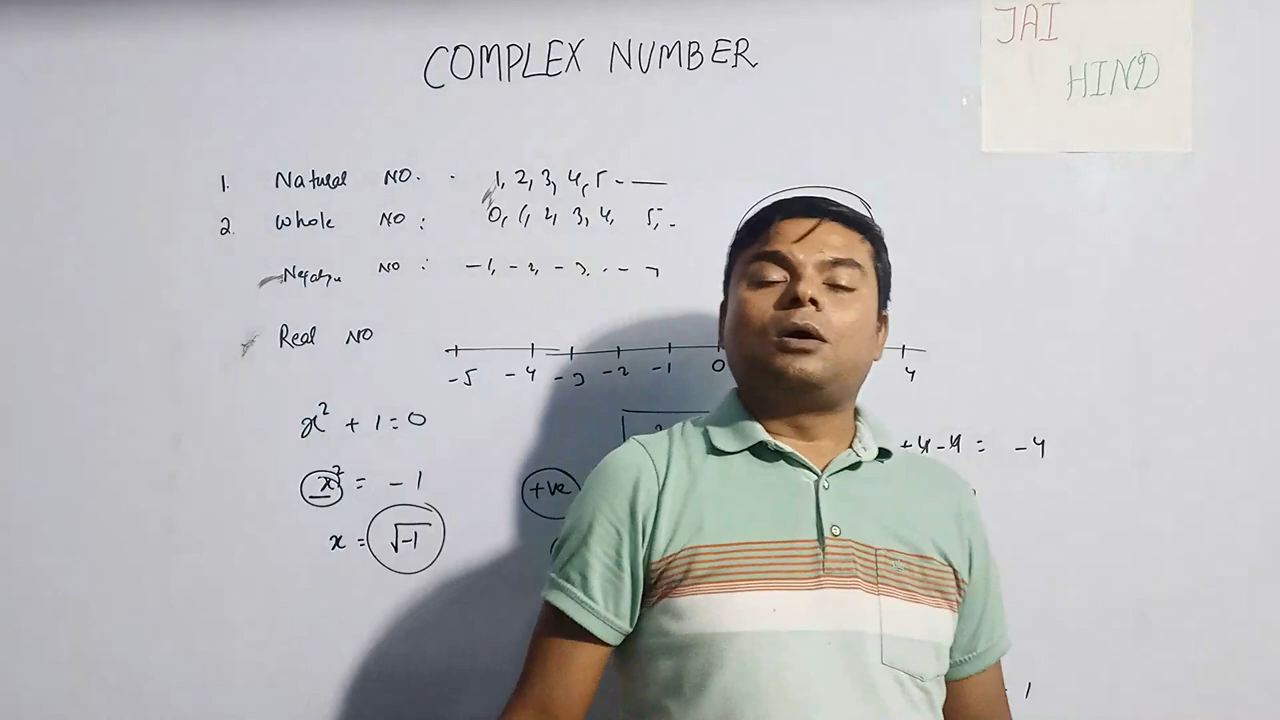 JAI
HIND
COMPLEX NUMBER
1. Natural NO. . 1, 2, 3, 4, 5 - —
2. Whole NO : 0, 1, 2, 3, 4, 5, -
NO : -1, -2, -3, . - -
Real NO
-5 -4 -3 -2 -1 0 4
x² + 1 = 0
x² = -1 +ve
x = √-1
+4 - 4 = -4
1